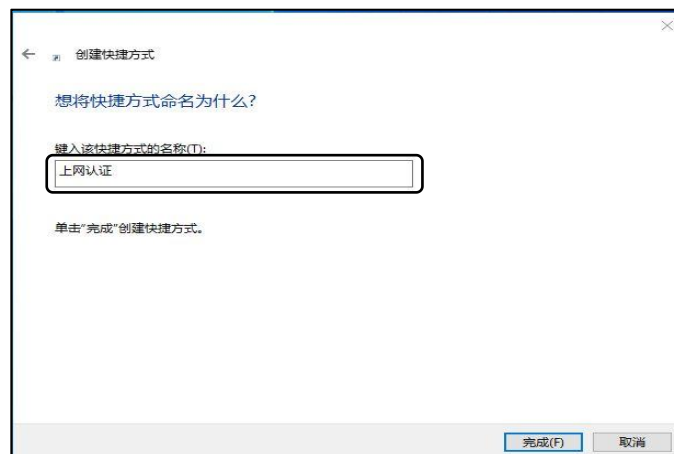 创建快捷方式
想将快捷方式命名为什么?
键入该快捷方式的名称(T):
上网认证
单击"完成"创建快捷方式。
完成(F)
取消